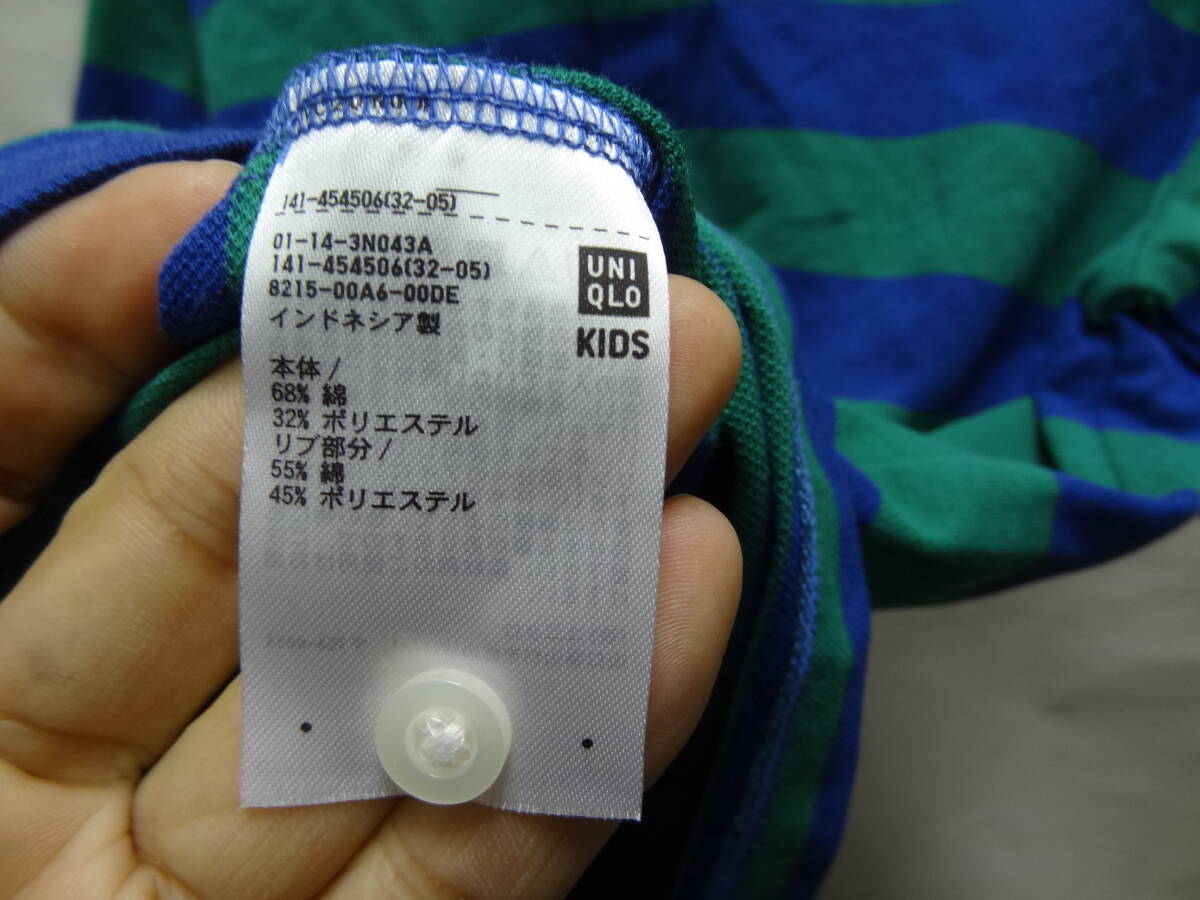 141-454506(32-05)
01-14-3N043A
141-454506(32-05)
8215-00A6-00DE
インドネシア製
UNI
QLO
KIDS
本体/
68% 綿
32% ポリエステル
リブ部分/
55% 綿
45% ポリエステル